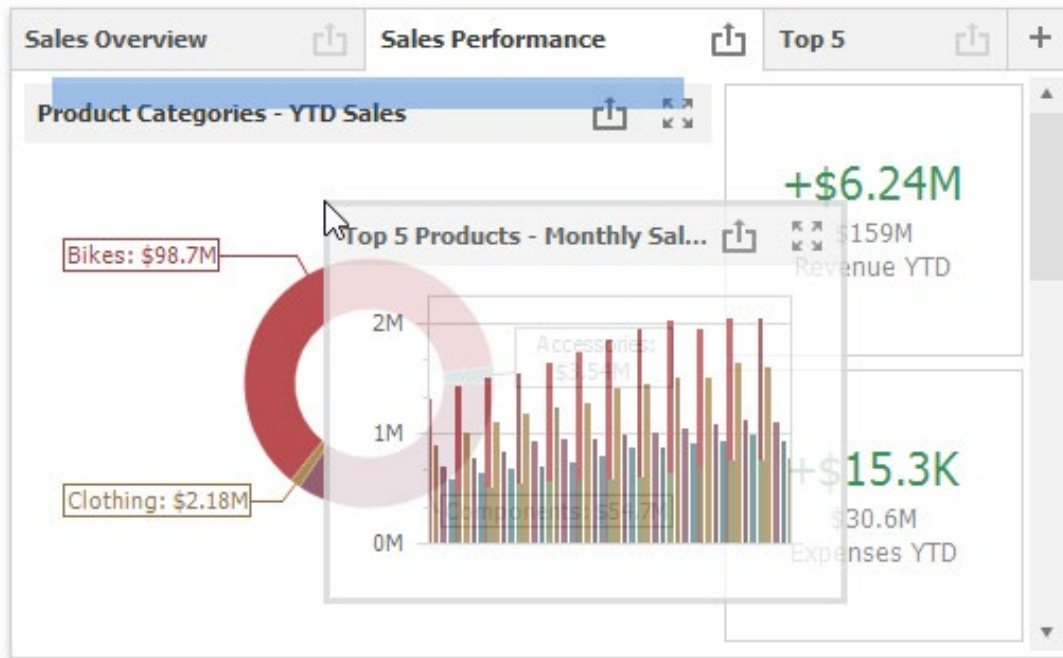 Sales Overview
Sales Performance
Top 5
+
Product Categories - YTD Sales
+$6.24M
$159M
Revenue YTD
Top 5 Products - Monthly Sal...
Bikes: $98.7M
2M
Accessories:
$3.54M
1M
+$15.3K
Clothing: $2.18M
Components: $54.7M
$30.6M
0M
Expenses YTD